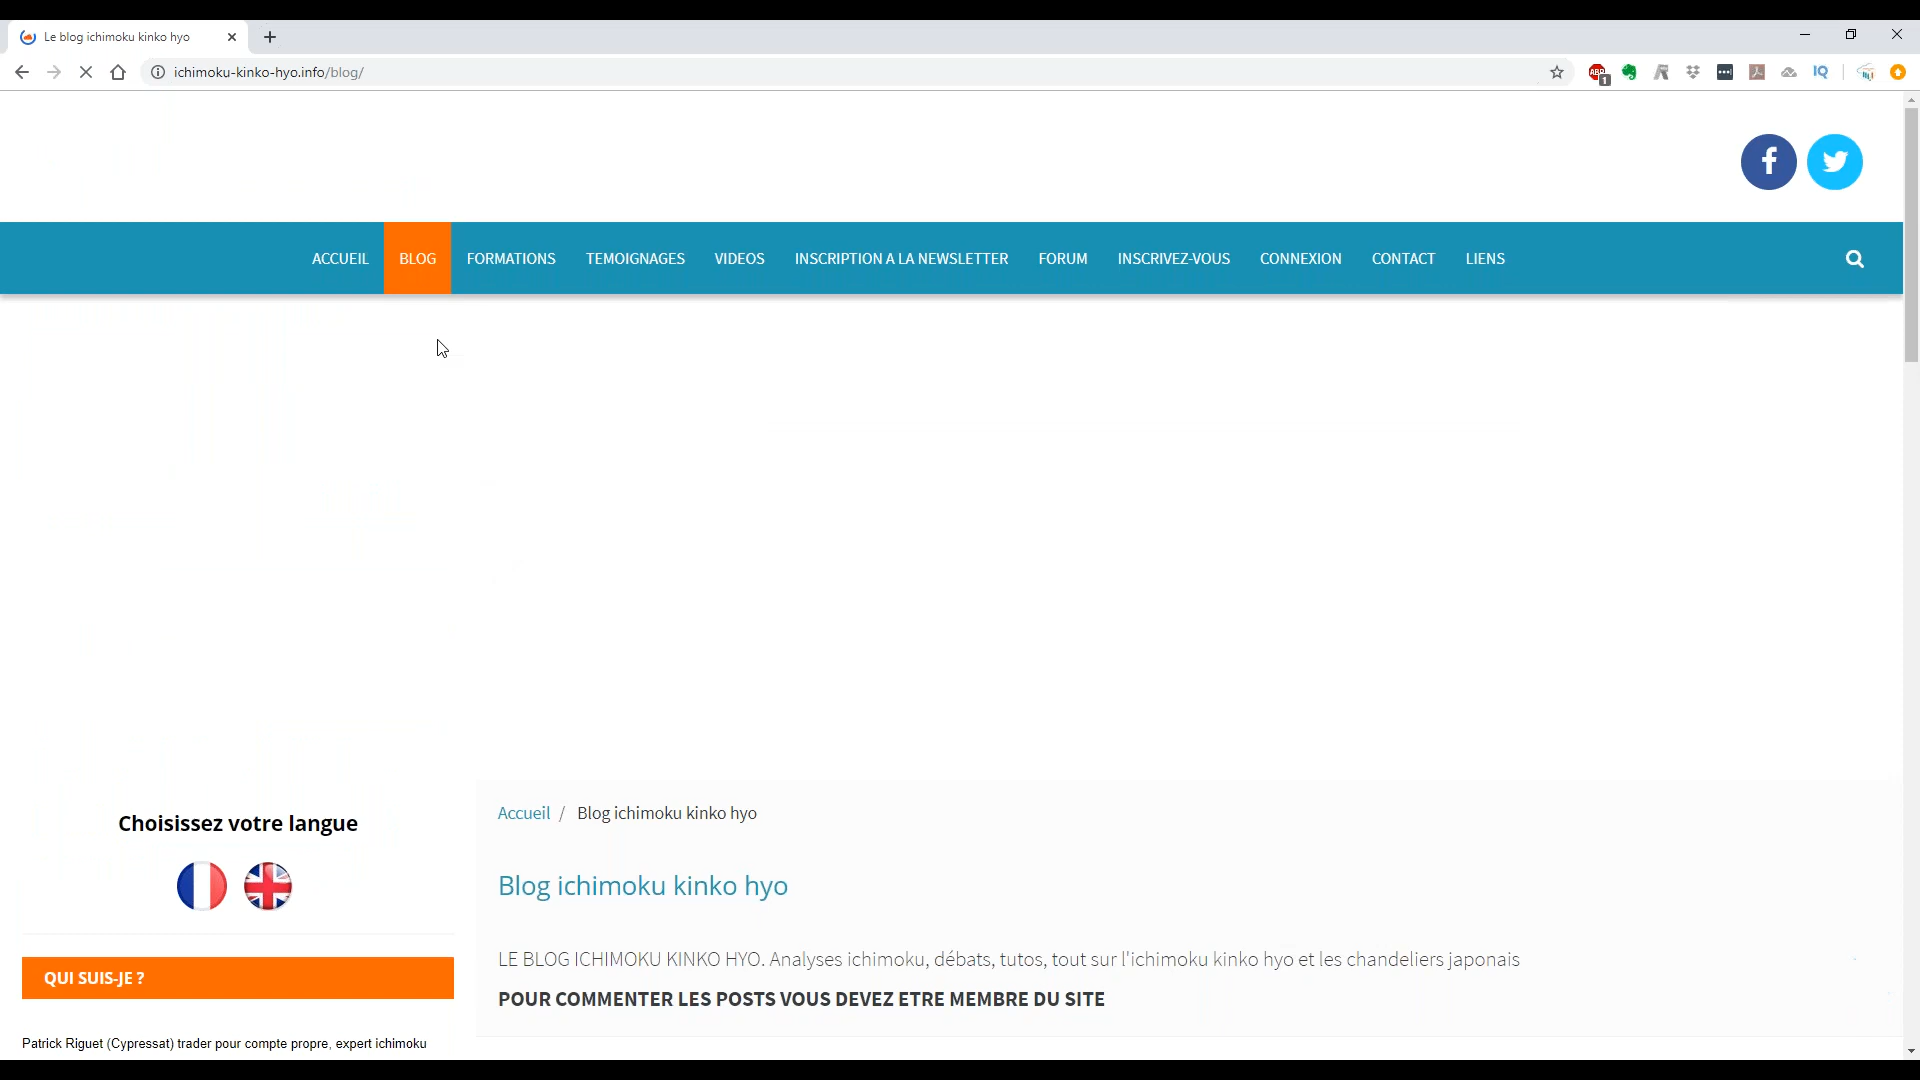 Le blog ichimoku kinko hyo
ichimoku-kinko-hyo.info/blog/
ABP
1
IQ
ACCUEIL
BLOG
FORMATIONS
TEMOIGNAGES
VIDEOS
INSCRIPTION A LA NEWSLETTER
FORUM
INSCRIVEZ-VOUS
CONNEXION
CONTACT
LIENS
Choisissez votre langue
QUI SUIS-JE ?
Patrick Riguet (Cypressat) trader pour compte propre, expert ichimoku
Accueil / Blog ichimoku kinko hyo
Blog ichimoku kinko hyo
LE BLOG ICHIMOKU KINKO HYO. Analyses ichimoku, débats, tutos, tout sur l'ichimoku kinko hyo et les chandeliers japonais
POUR COMMENTER LES POSTS VOUS DEVEZ ETRE MEMBRE DU SITE